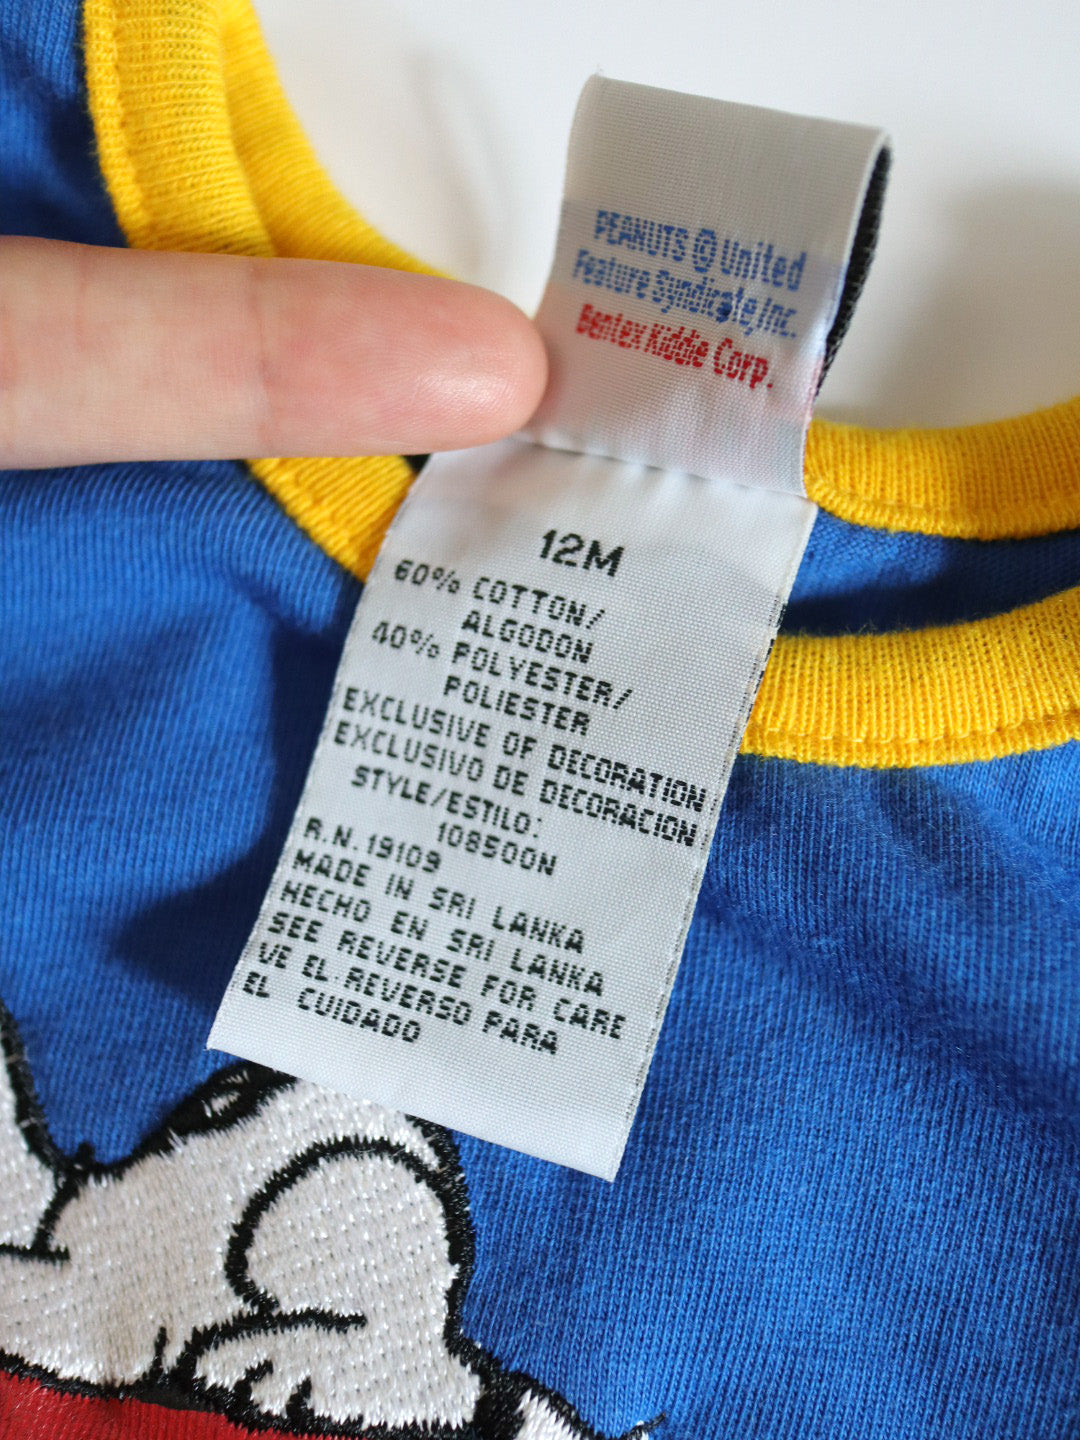 PEANUTS © United
Feature Syndicate,Inc.
Bentex Kiddie Corp.
12M
60% COTTON/
ALGODON
40% POLYESTER/
POLIESTER
EXCLUSIVE OF DECORATION
EXCLUSIVO DE DECORACION
STYLE/ESTILO:
108500N
R.N.19109
MADE IN SRI LANKA
HECHO EN SRI LANKA
SEE REVERSE FOR CARE
VE EL.REVERSO PARA
EL CUIDADO